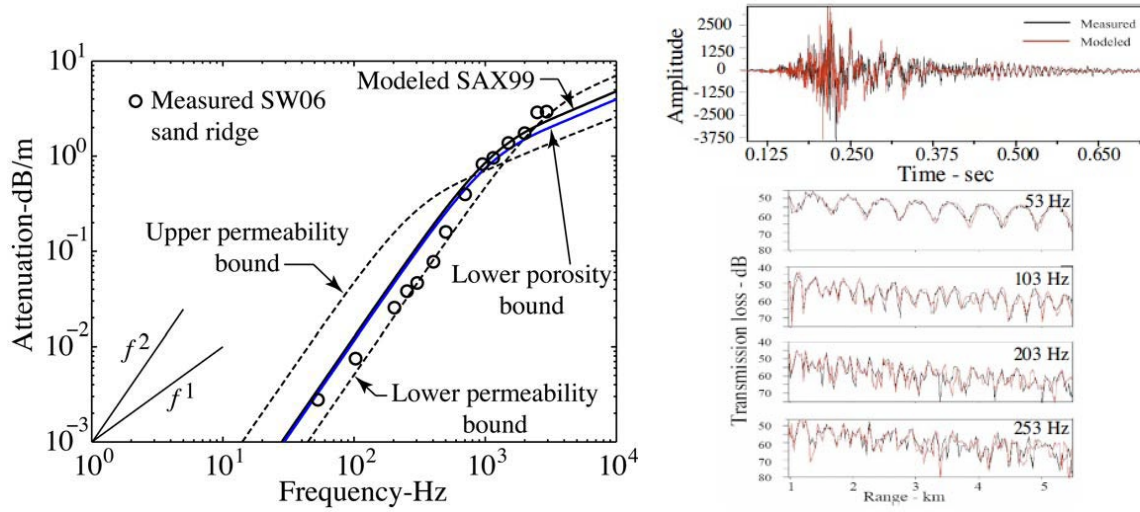 10^1
10^0
10^-1
10^-2
10^-3
Attenuation-dB/m
Measured SW06
sand ridge
Modeled SAX99
Upper permeability
bound
Lower porosity
bound
Lower permeability
bound
f^2
f^1
10^0
10^1
10^2
10^3
10^4
Frequency-Hz
2500
1250
0
-1250
-2500
-3750
Amplitude
Measured
Modeled
0.125
0.250
0.375
0.500
0.650
Time - sec
Transmission loss - dB
50
60
70
80
53 Hz
40
50
60
70
103 Hz
40
50
60
70
203 Hz
50
60
70
80
253 Hz
1
2
3
4
5
Range - km